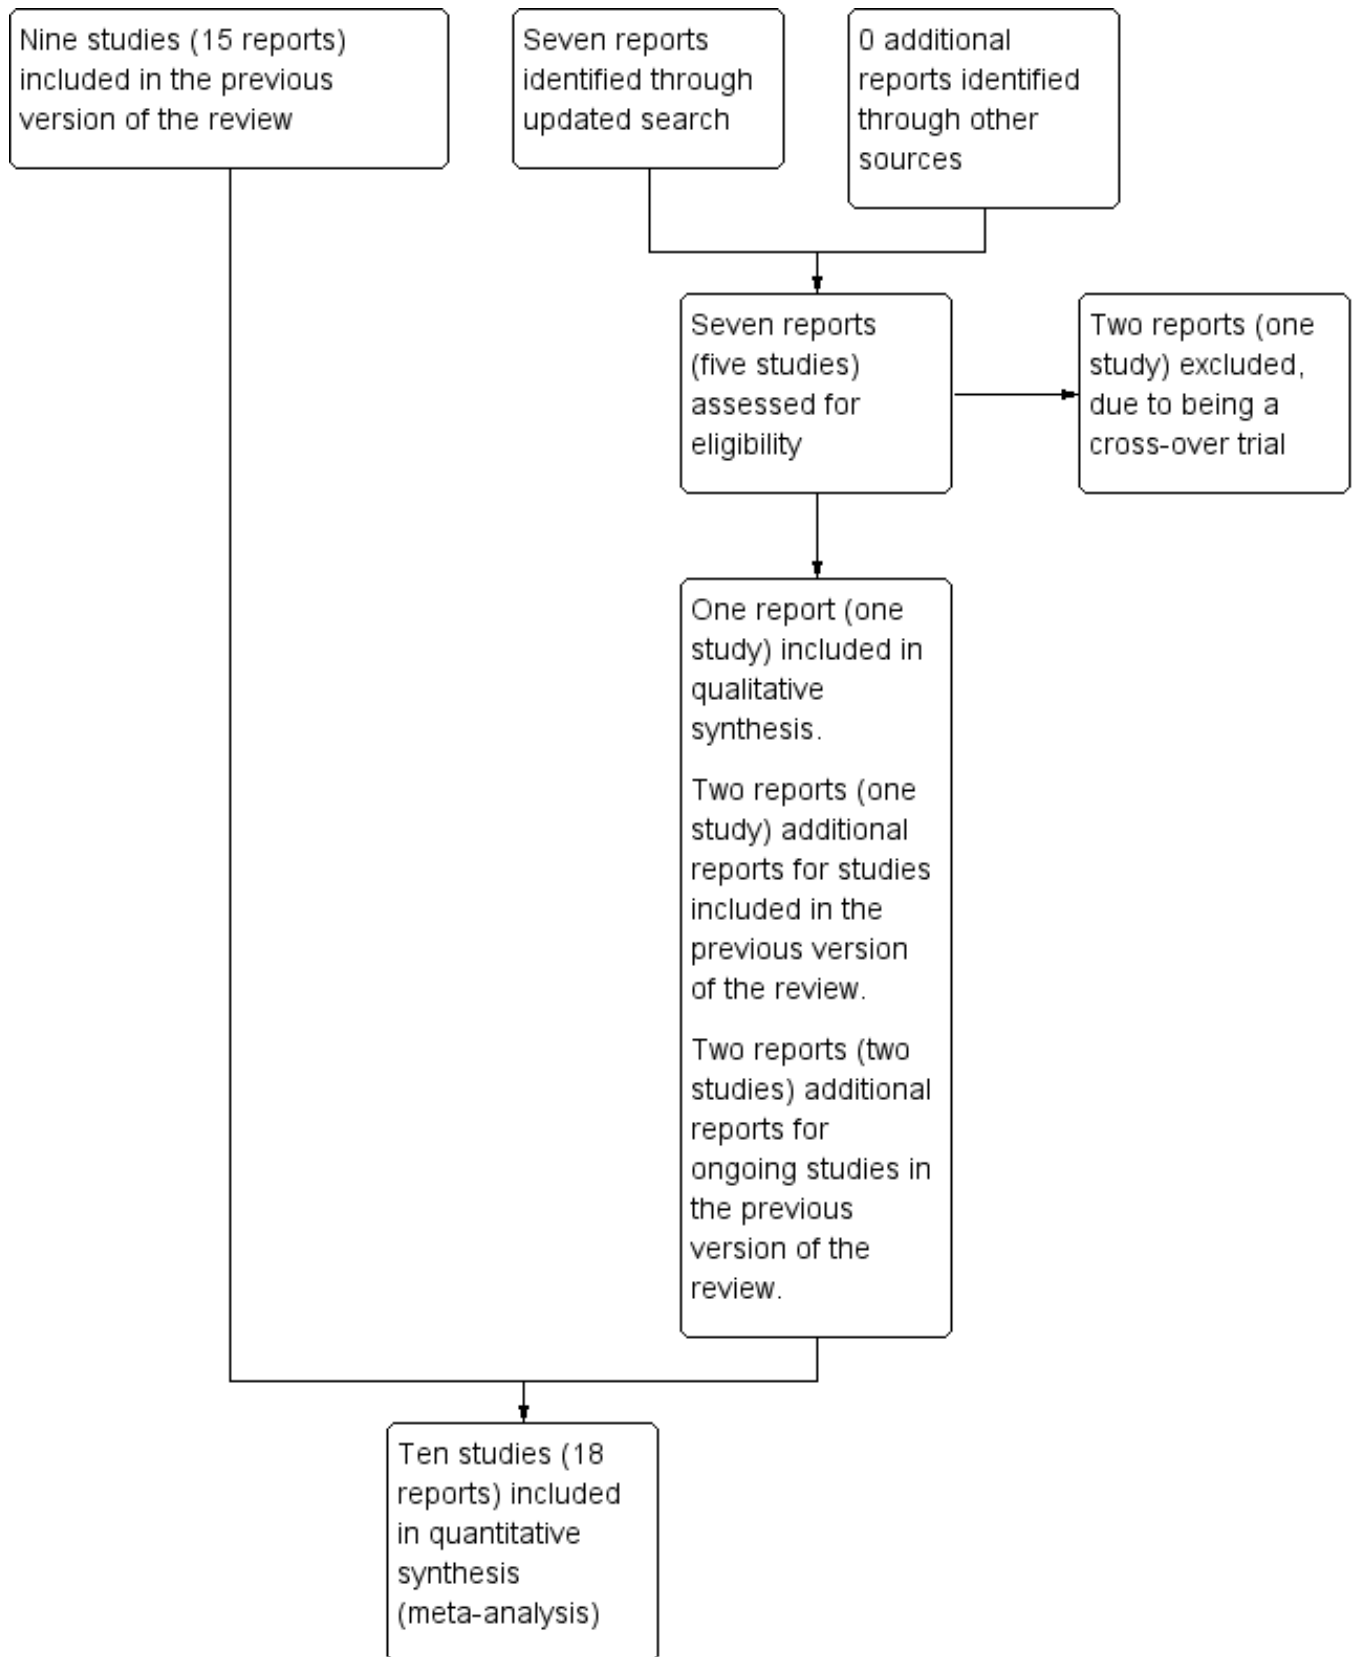 Nine studies (15 reports)
included in the previous
version of the review
Seven reports
identified through
updated search
0 additional
reports identified
through other
sources
Seven reports
(five studies)
assessed for
eligibility
Two reports (one
study) excluded,
due to being a
cross-over trial
One report (one
study) included in
qualitative
synthesis.
Two reports (one
study) additional
reports for studies
included in the
previous version
of the review.
Two reports (two
studies) additional
reports for
ongoing studies in
the previous
version of the
review.
Ten studies (18
reports) included
in quantitative
synthesis
(meta-analysis)